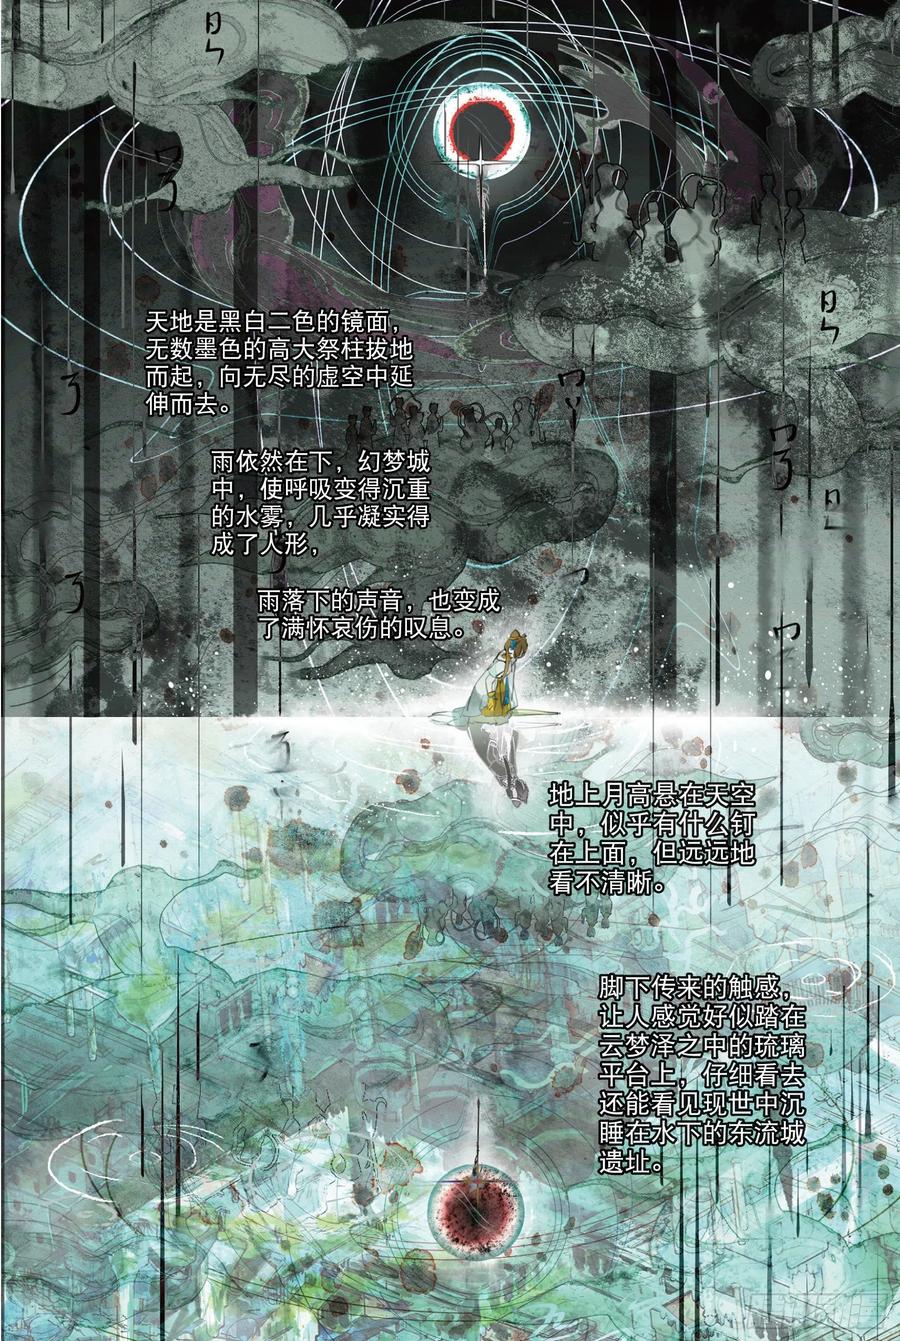 天地是黑白二色的镜面，
无数墨色的高大祭柱拔地
而起，向无尽的虚空中延
伸而去。
雨依然在下，幻梦城
中，使呼吸变得沉重
的水雾，几乎凝实得
成了人形，
雨落下的声音，也变成
了满怀哀伤的叹息。
地上月高悬在天空
中，似乎有什么钉
在上面，但远远地
看不清晰。
脚下传来的触感，
让人感觉好似踏在
云梦泽之中的琉璃
平台上，仔细看去
还能看见现世中沉
睡在水下的东流城
遗址。